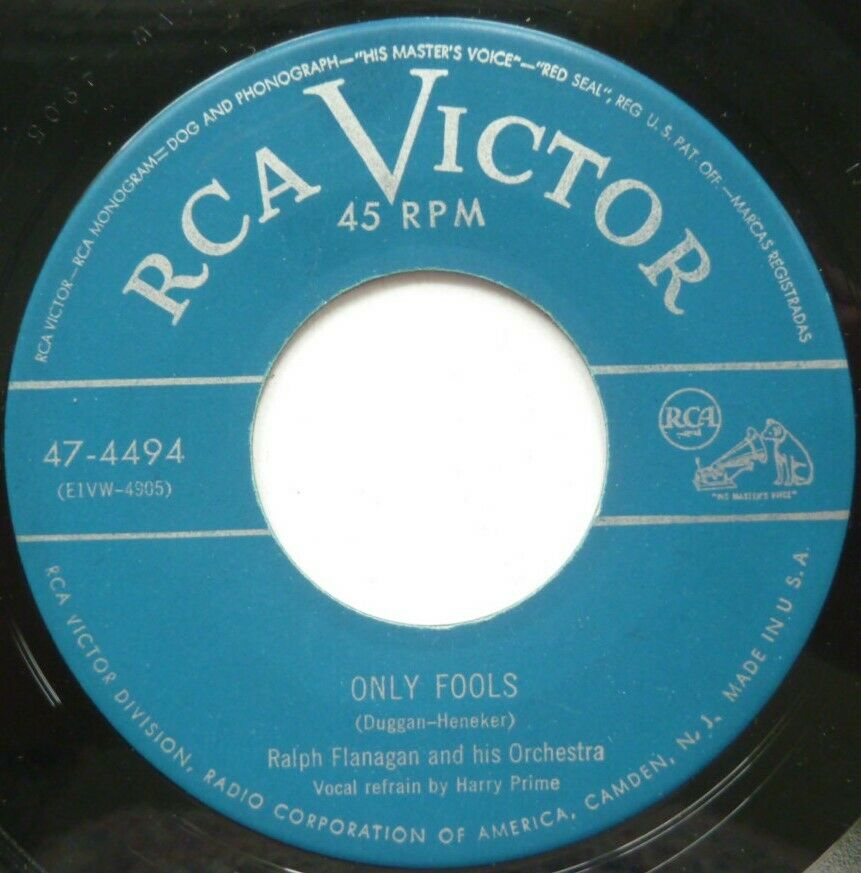 RCA VICTOR—RCA MONOGRAM—DOG AND PHONOGRAPH—"HIS MASTER'S VOICE"—"RED SEAL", REG U. S. PAT. OFF.—MARCAS REGISTRADAS
RCA VICTOR
45 RPM
47-4494
(E1VW-4905)
RCA
"HIS MASTER'S VOICE"
ONLY FOOLS
(Duggan-Heneker)
Ralph Flanagan and his Orchestra
Vocal refrain by Harry Prime
RCA VICTOR DIVISION, RADIO CORPORATION OF AMERICA, CAMDEN, N. J. MADE IN U S. A.